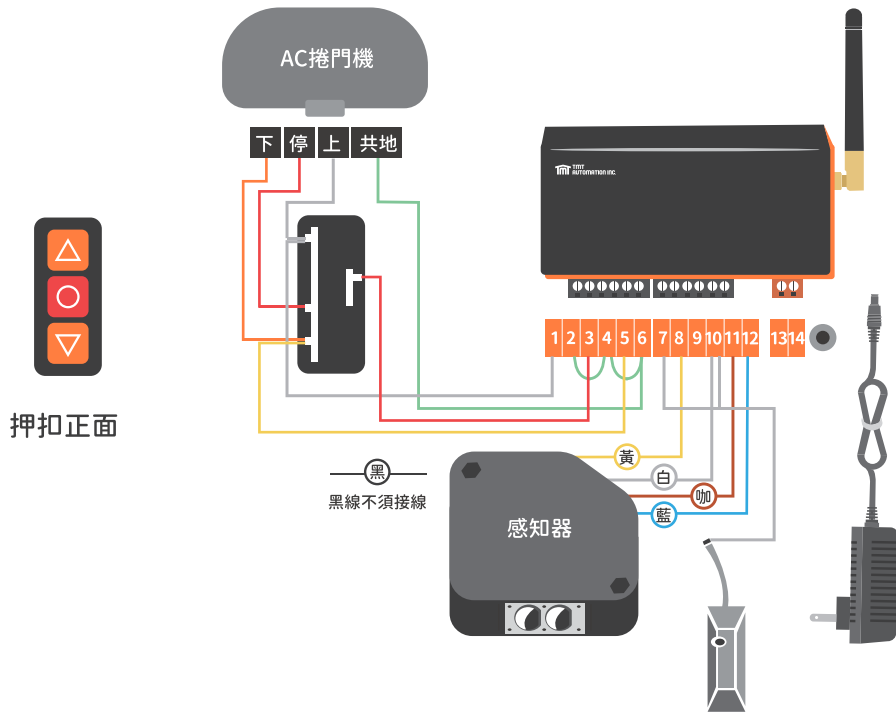 AC捲門機
下 停 上 共地
TMT TMT
AUTOMATION INC.
1 2 3 4 5 6 7 8 9 10 11 12 13 14
押扣正面
黑
黑線不須接線
黃
白
咖
藍
感知器